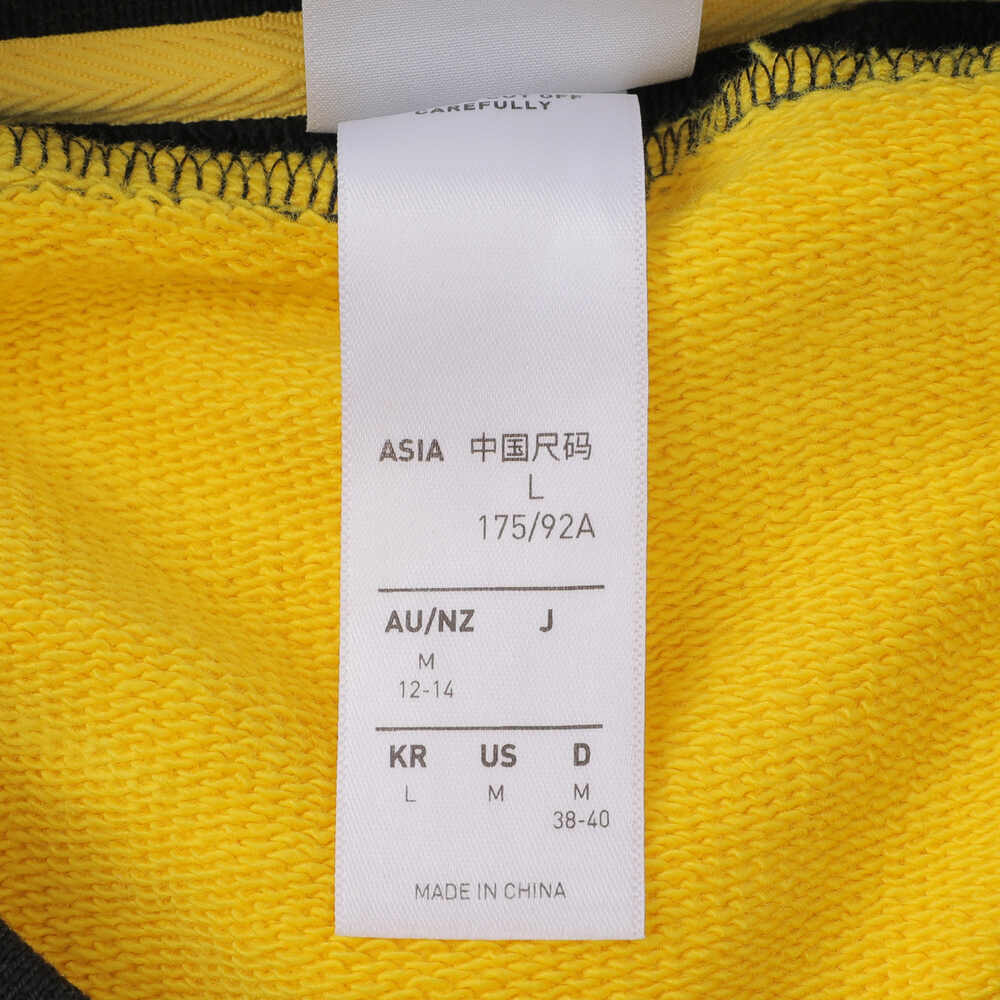 CAREFULLY
ASIA 中国尺码
L
175/92A
AU/NZ J
M
12-14
KR US D
L M M
38-40
MADE IN CHINA